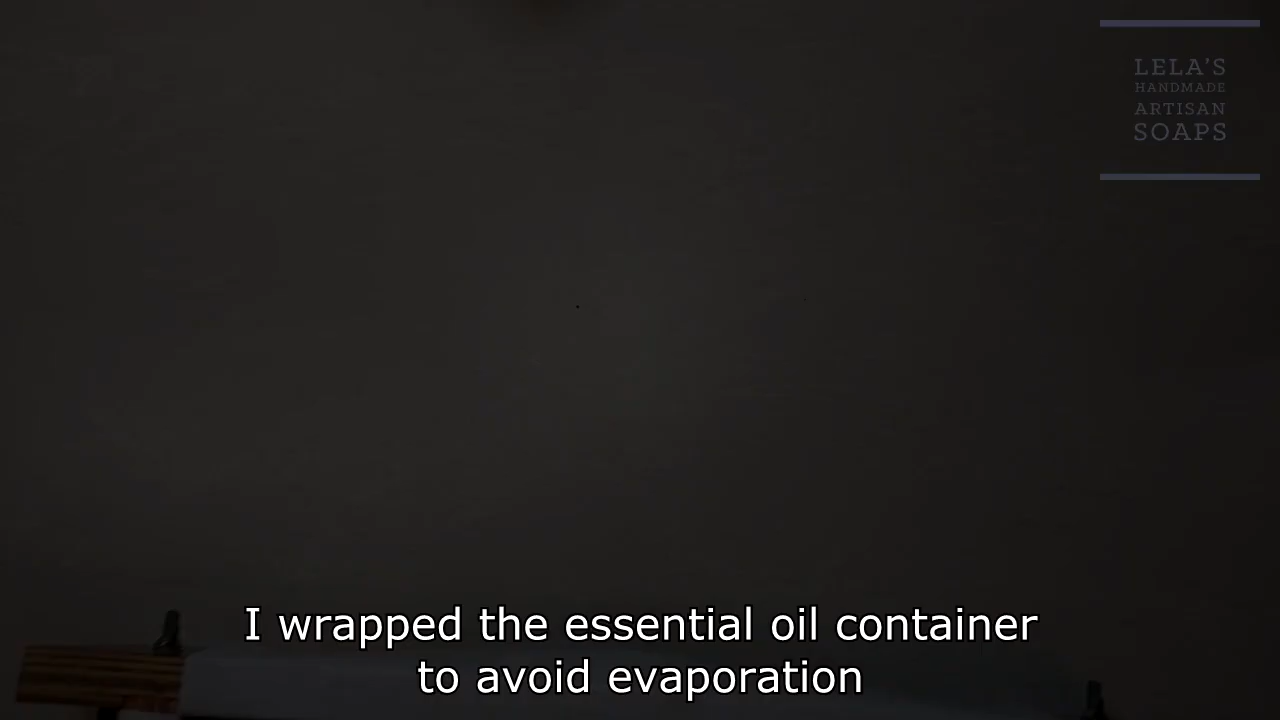 LELA'S
HANDMADE
ARTISAN
SOAPS
I wrapped the essential oil container
to avoid evaporation